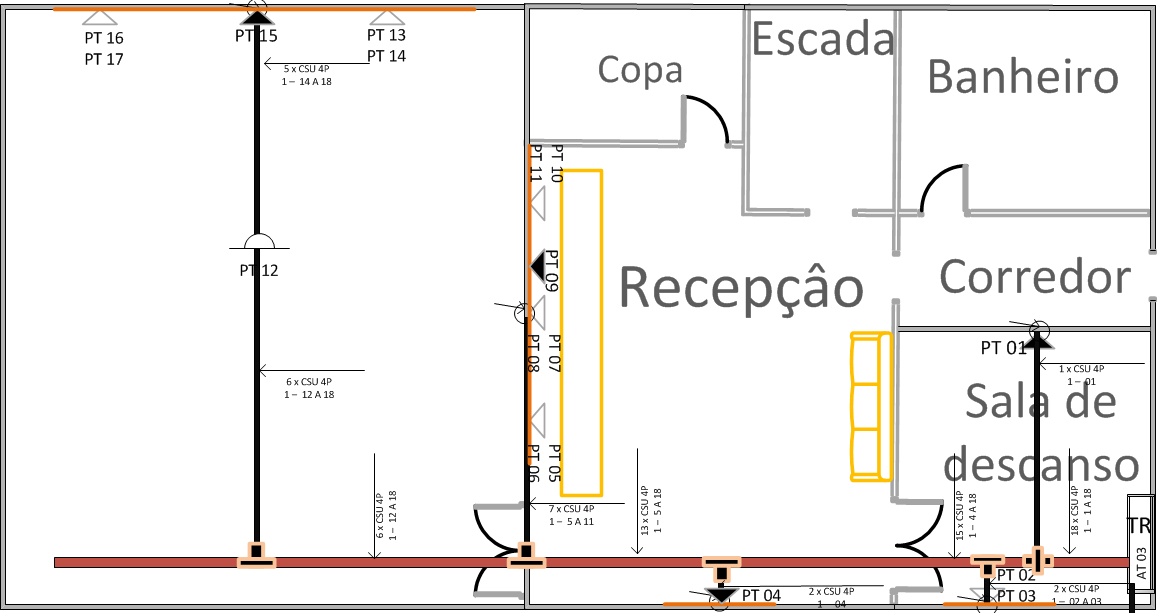 PT 16
PT 17
PT 15
PT 13
PT 14
5 x CSU 4P
1 – 14 A 18
PT 12
6 x CSU 4P
1 – 12 A 18
6 x CSU 4P
1 – 12 A 18
Copa
Escada
Banheiro
PT 10
PT 11
PT 09
PT 07
PT 08
PT 05
PT 06
Recepçâo
Corredor
PT 01
1 x CSU 4P
1 – 01
Sala de
descanso
7 x CSU 4P
1 – 5 A 11
13 x CSU 4P
1 – 5 A 18
15 x CSU 4P
1 – 4 A 18
18 x CSU 4P
1 – 1 A 18
TR
AT 03
PT 02
PT 03
2 x CSU 4P
1 – 02 A 03
PT 04
2 x CSU 4P
1 04